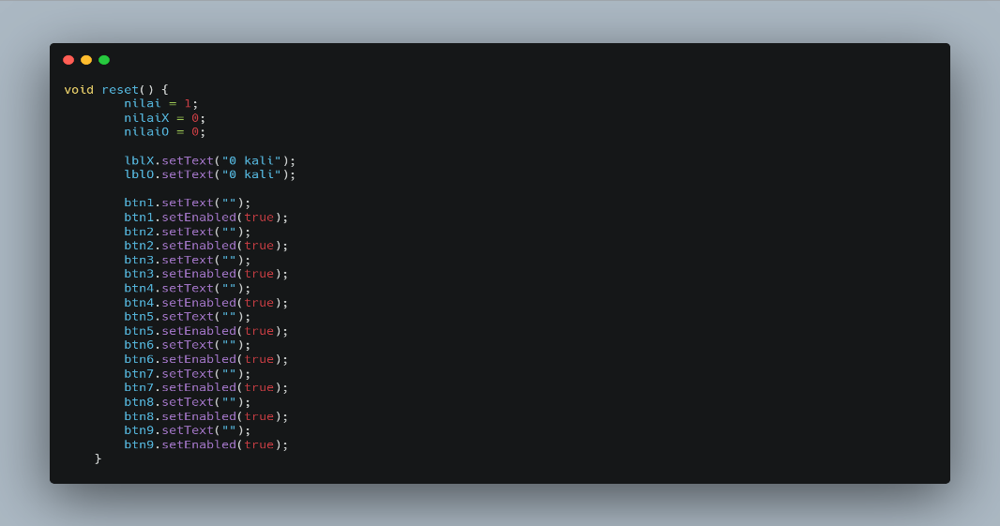 void reset() {
nilai = 1;
nilaiX = 0;
nilaiO = 0;
lblX.setText("0 kali");
lblO.setText("0 kali");
btn1.setText("");
btn1.setEnabled(true);
btn2.setText("");
btn2.setEnabled(true);
btn3.setText("");
btn3.setEnabled(true);
btn4.setText("");
btn4.setEnabled(true);
btn5.setText("");
btn5.setEnabled(true);
btn6.setText("");
btn6.setEnabled(true);
btn7.setText("");
btn7.setEnabled(true);
btn8.setText("");
btn8.setEnabled(true);
btn9.setText("");
btn9.setEnabled(true);
}